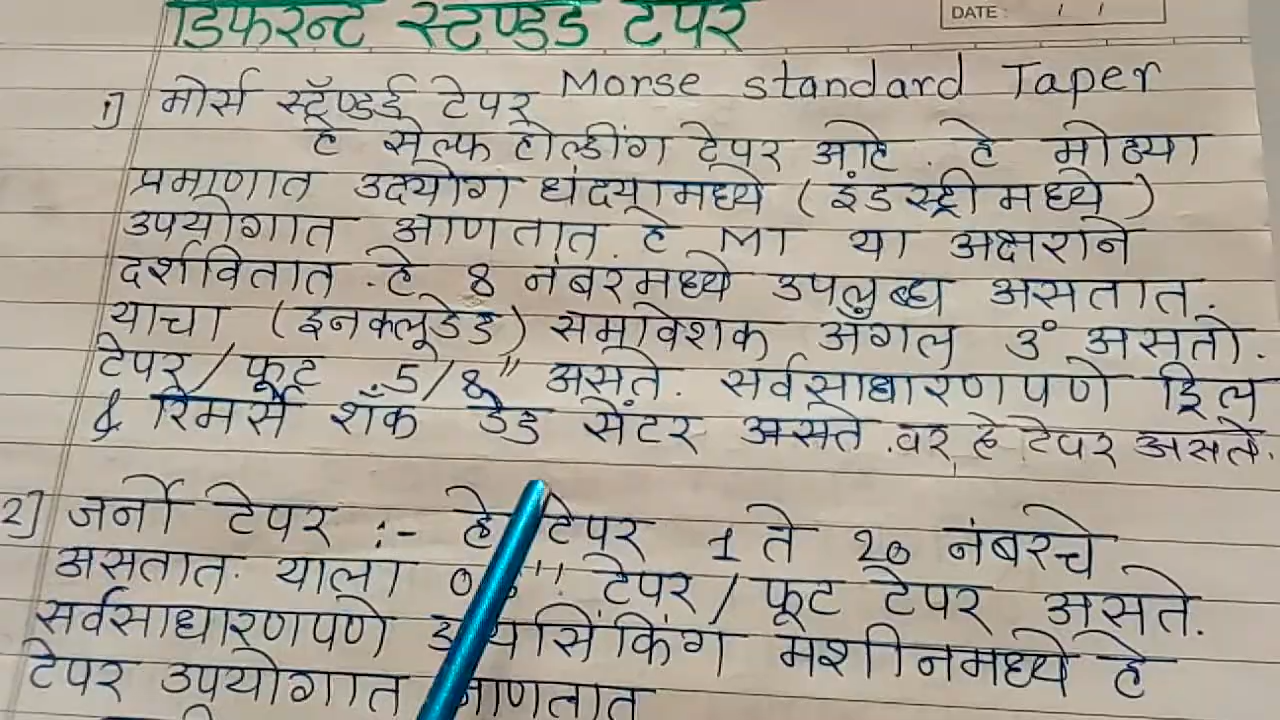 डिफरन्ट स्टॅण्डर्ड टेपर
DATE: / /
1] मोर्स स्टॅण्डर्ड टेपर Morse standard Taper
हे सेल्फ होल्डींग टेपर आहे. हे मोठ्या
प्रमाणात उदयोग धंदयामध्ये (इंडस्ट्रीमध्ये)
उपयोगात आणतात. हे MT या अक्षराने
दर्शवितात. हे 8 नंबरमध्ये उपलब्ध असतात.
याचा (इनक्लूडेड) समावेशक अँगल 3° असतो.
टेपर/फूट 5/8" असते. सर्वसाधारणपणे ड्रिल
& रिमर्स शँक डेड सेंटर असते. वर हे टेपर असते.
2] जर्नो टेपर :- हे टेपर 1 ते 20 नंबरचे
असतात. याला टेपर/फूट टेपर असते.
सर्वसाधारणपणे मशीनमध्ये हे
टेपर उपयोगात आणतात